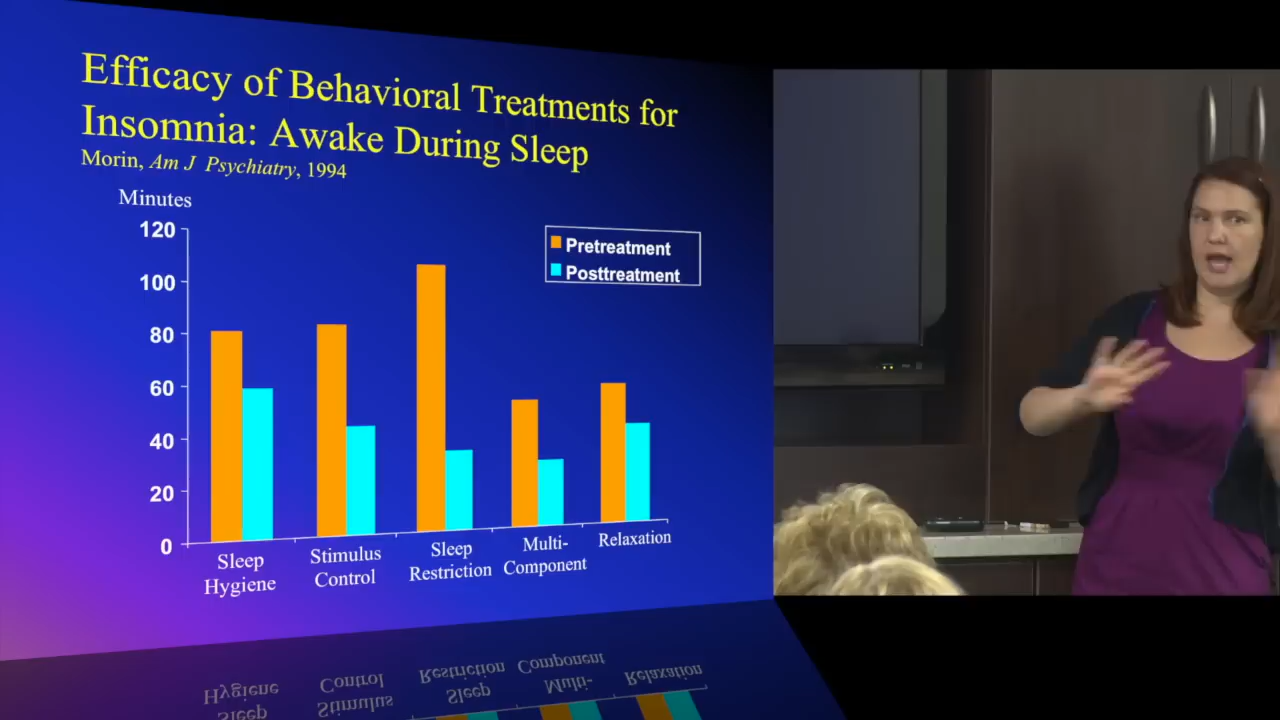 Efficacy of Behavioral Treatments for
Insomnia: Awake During Sleep
Morin, Am J Psychiatry, 1994
Minutes
120
100
80
60
40
20
0
Pretreatment
Posttreatment
Sleep
Hygiene
Stimulus
Control
Sleep
Restriction
Multi-
Component
Relaxation